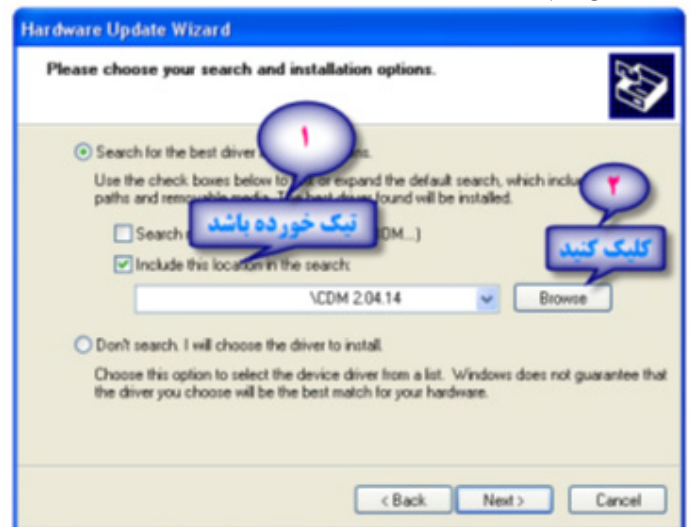 Hardware Update Wizard
Please choose your search and installation options.
۱
Search for the best driver
Use the check boxes below to or expand the default search, which
paths and removable The best found will be installed.
۲
Search
تیک خورده باشد
کلیک کنید
Include this location in the search:
\CDM 2.04.14
Browse
Don't search. I will choose the driver to install.
Choose this option to select the device driver from a list. Windows does not guarantee that
the driver you choose will be the best match for your hardware.
< Back
Next >
Cancel